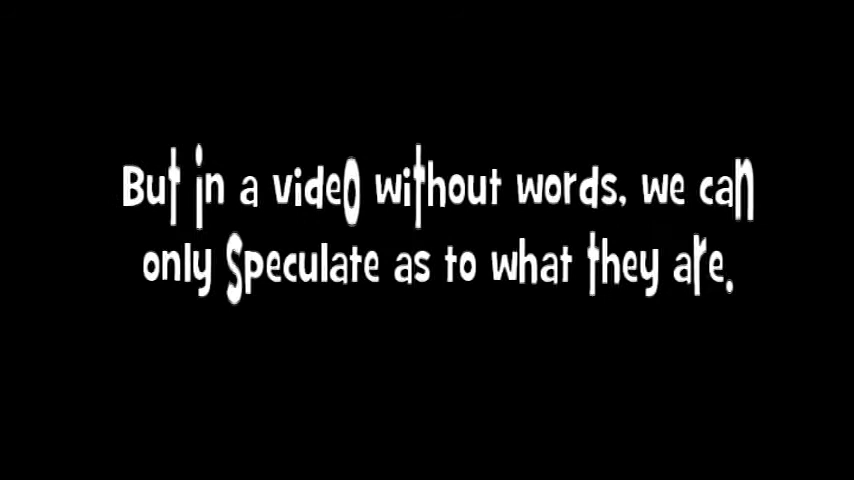 But in a video without words, we can
only Speculate as to what they are.